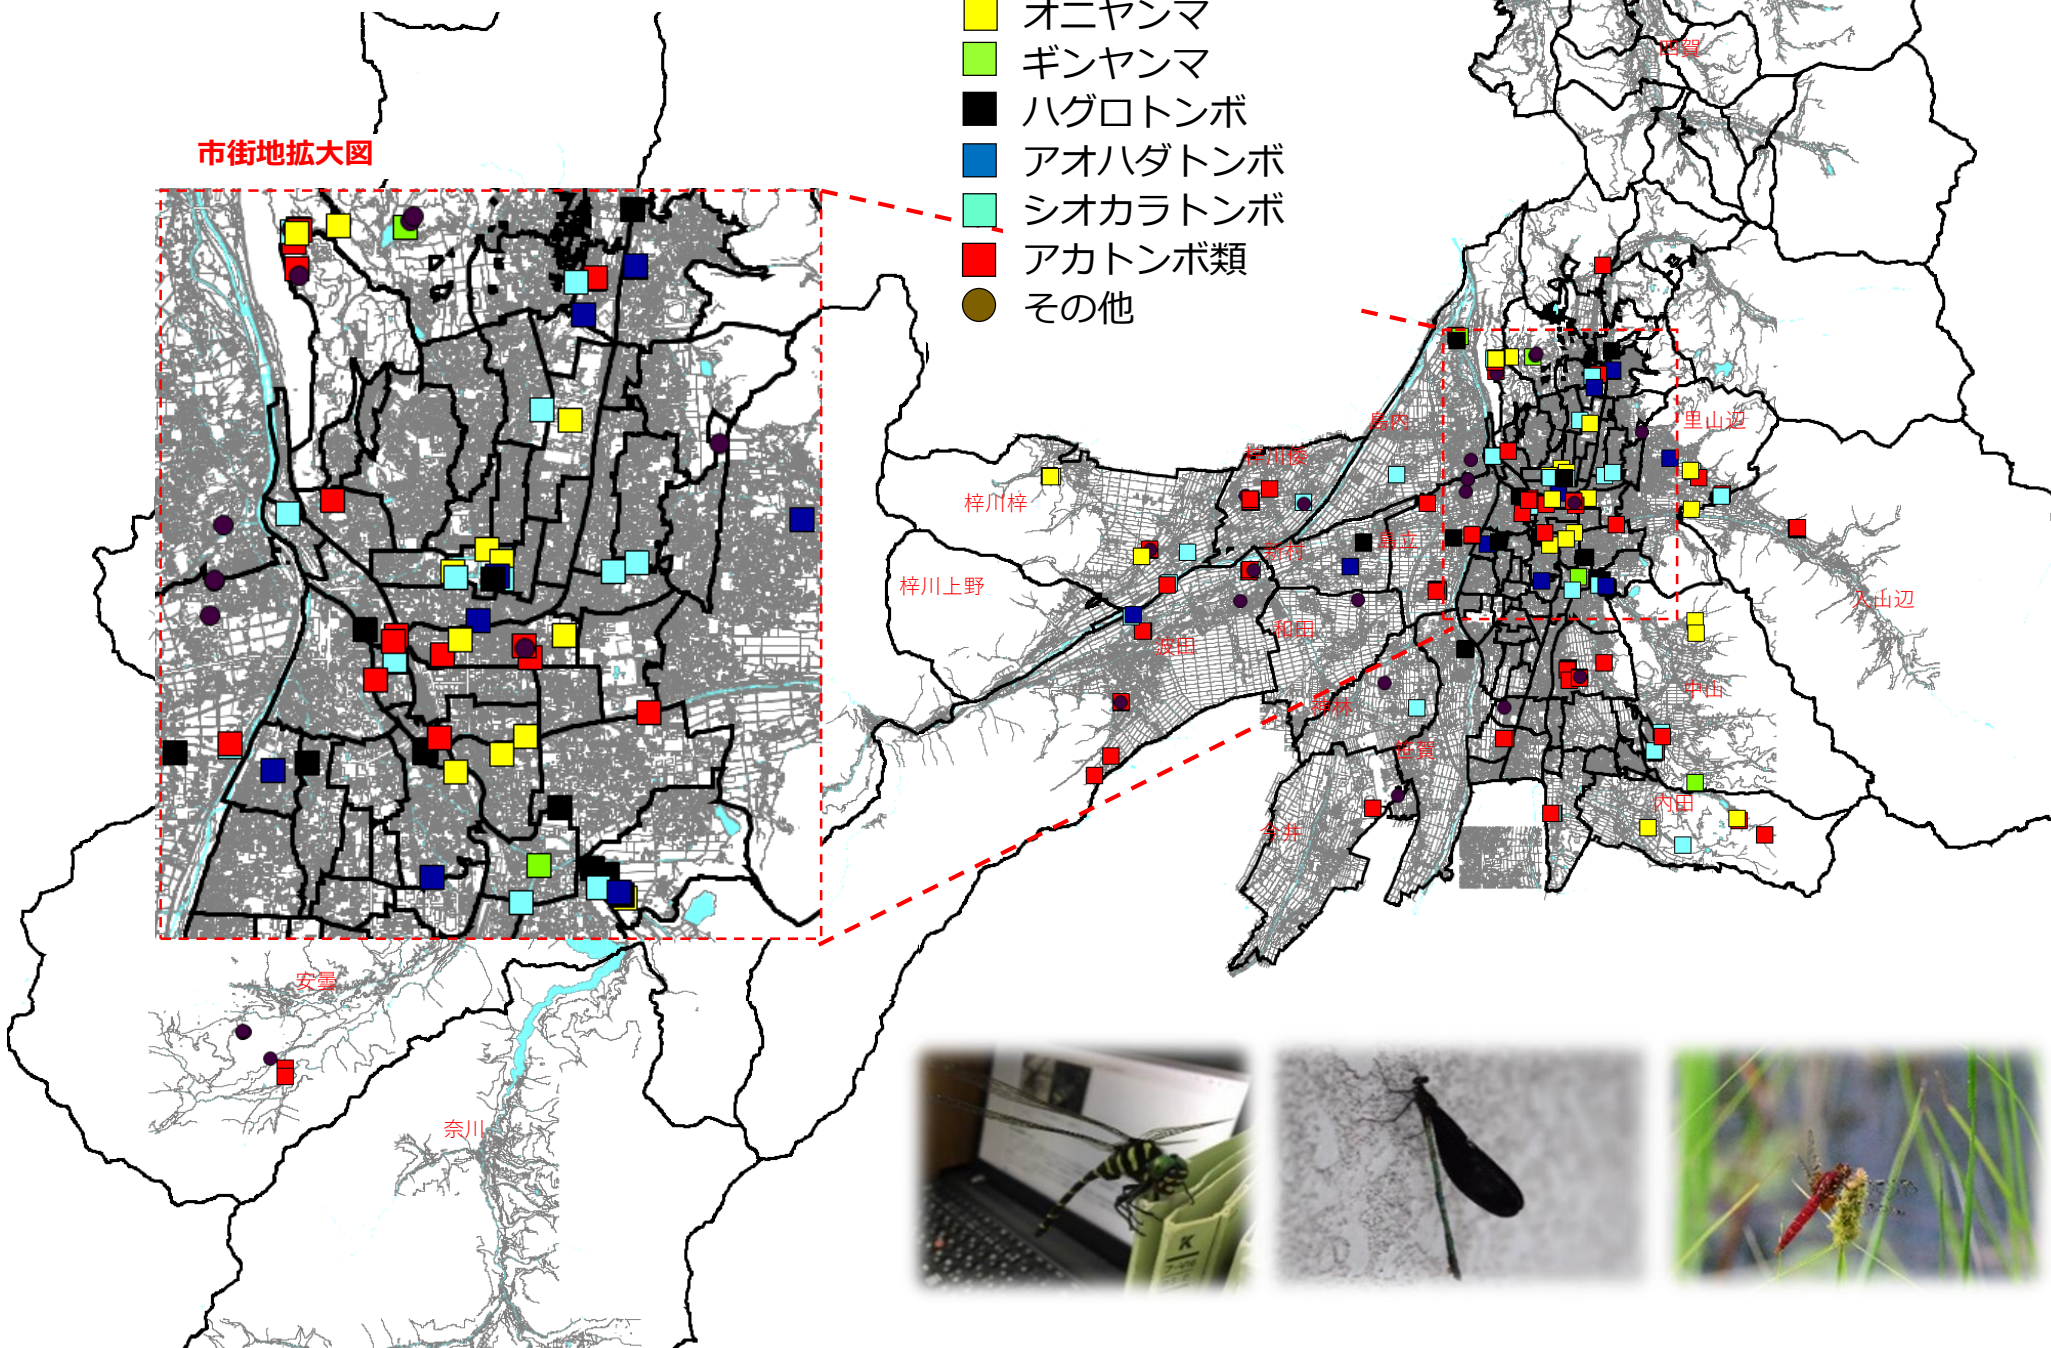 オニヤンマ
ギンヤンマ
ハグロトンボ
アオハダトンボ
シオカラトンボ
アカトンボ類
その他
市街地拡大図
四賀
島内
里山辺
梓川倭
梓川梓
新村
島立
梓川上野
入山辺
和田
波田
中山
神林
笹賀
内田
今井
安曇
奈川
K